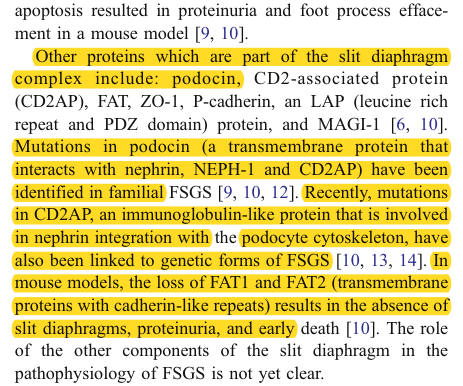 apoptosis resulted in proteinuria and foot process efface-
ment in a mouse model [9, 10].
Other proteins which are part of the slit diaphragm
complex include: podocin, CD2-associated protein
(CD2AP), FAT, ZO-1, P-cadherin, an LAP (leucine rich
repeat and PDZ domain) protein, and MAGI-1 [6, 10].
Mutations in podocin (a transmembrane protein that
interacts with nephrin, NEPH-1 and CD2AP) have been
identified in familial FSGS [9, 10, 12]. Recently, mutations
in CD2AP, an immunoglobulin-like protein that is involved
in nephrin integration with the podocyte cytoskeleton, have
also been linked to genetic forms of FSGS [10, 13, 14]. In
mouse models, the loss of FAT1 and FAT2 (transmembrane
proteins with cadherin-like repeats) results in the absence of
slit diaphragms, proteinuria, and early death [10]. The role
of the other components of the slit diaphragm in the
pathophysiology of FSGS is not yet clear.